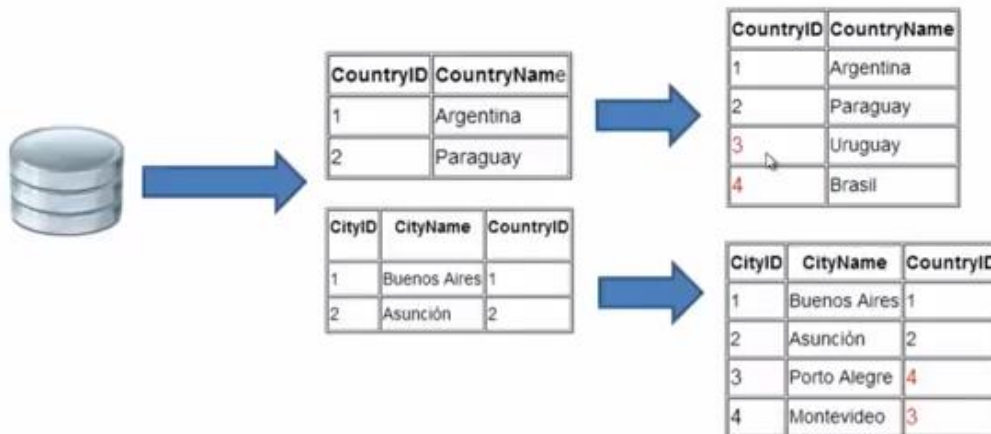 CountryID CountryName
1 Argentina
2 Paraguay
CityID CityName CountryID
1 Buenos Aires 1
2 Asunción 2
CountryID CountryName
1 Argentina
2 Paraguay
3 Uruguay
4 Brasil
CityID CityName CountryID
1 Buenos Aires 1
2 Asunción 2
3 Porto Alegre 4
4 Montevideo 3